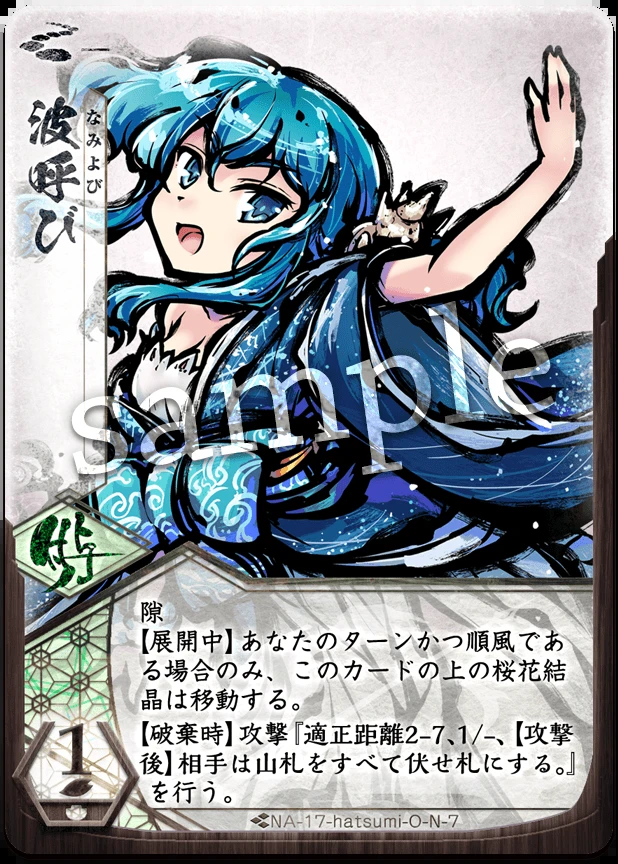 波呼び
なみよび
sample
付与
隙
【展開中】あなたのターンかつ順風であ
る場合のみ、このカードの上の桜花結
晶は移動する。
【破棄時】攻撃『適正距離2-7、1/-、【攻撃
後】相手は山札をすべて伏せ札にする。』
を行う。
1
NA-17-hatsumi-O-N-7